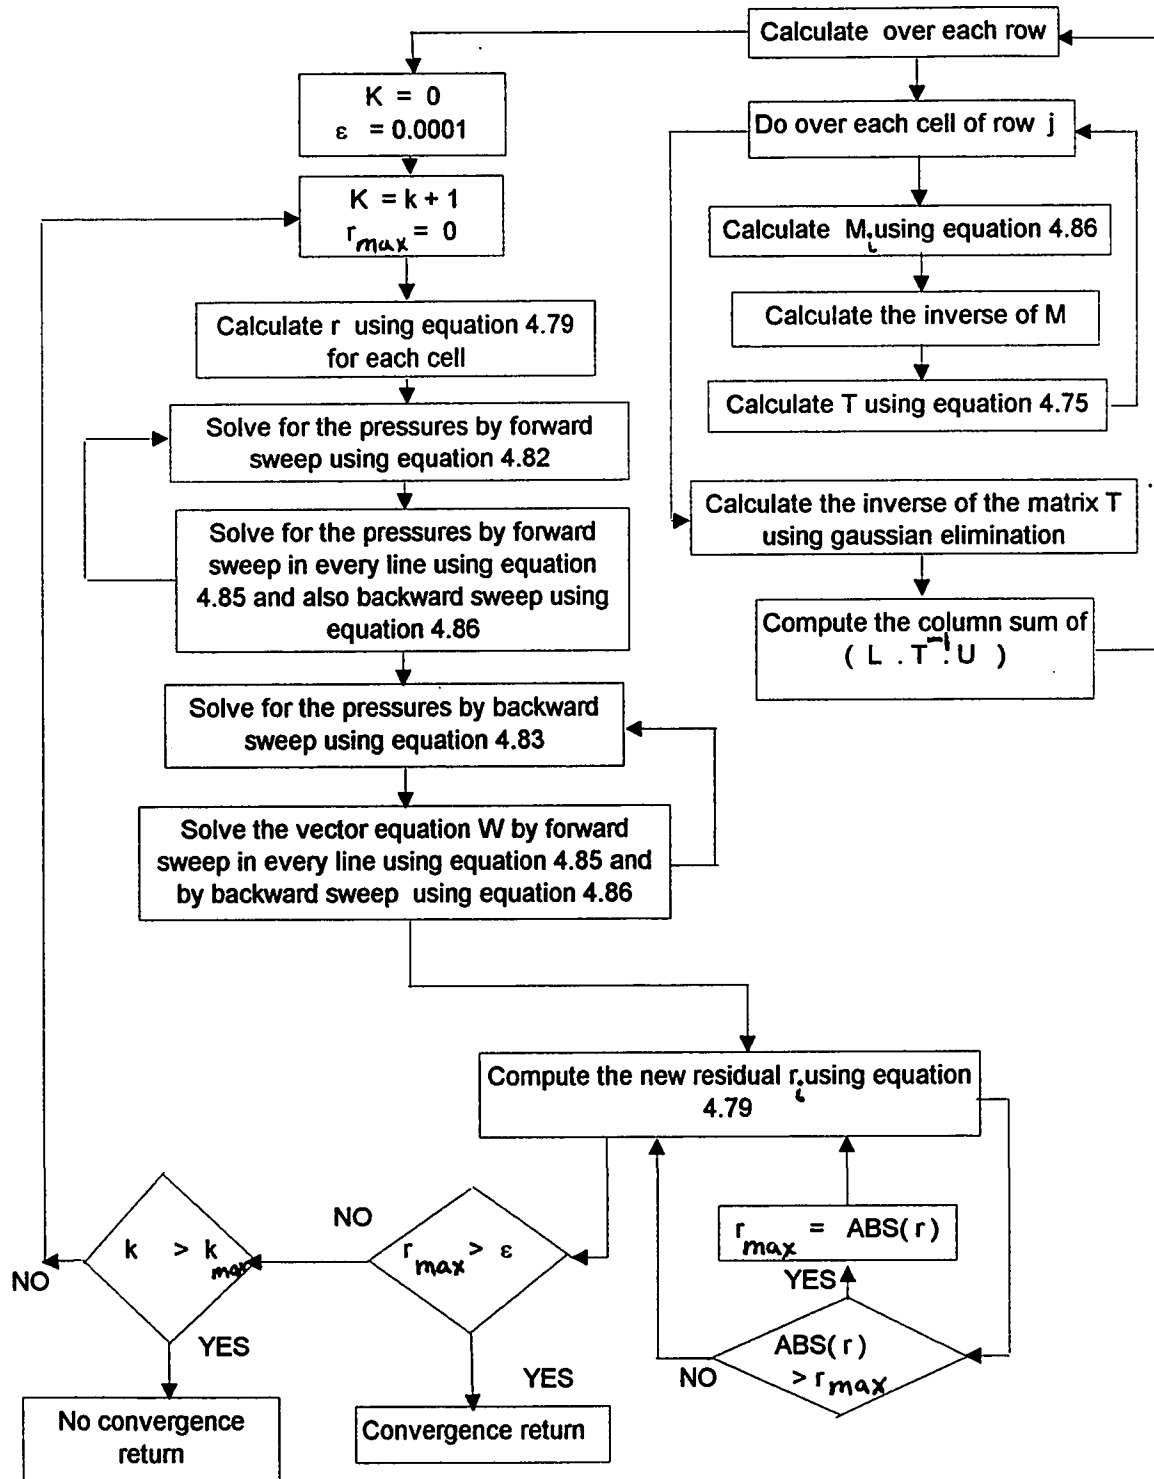 Calculate over each row
K = 0
ε = 0.0001
K = k + 1
rmax = 0
Calculate r using equation 4.79
for each cell
Solve for the pressures by forward
sweep using equation 4.82
Solve for the pressures by forward
sweep in every line using equation
4.85 and also backward sweep using
equation 4.86
Solve for the pressures by backward
sweep using equation 4.83
Solve the vector equation W by forward
sweep in every line using equation 4.85 and
by backward sweep using equation 4.86
Do over each cell of row j
Calculate Mi using equation 4.86
Calculate the inverse of M
Calculate T using equation 4.75
Calculate the inverse of the matrix T
using gaussian elimination
Compute the column sum of
( L . T⁻¹. U )
Compute the new residual ri using equation
4.79
rmax = ABS( r )
YES
ABS( r )
> rmax
NO
rmax > ε
NO
YES
Convergence return
k > kmax
NO
YES
No convergence
return